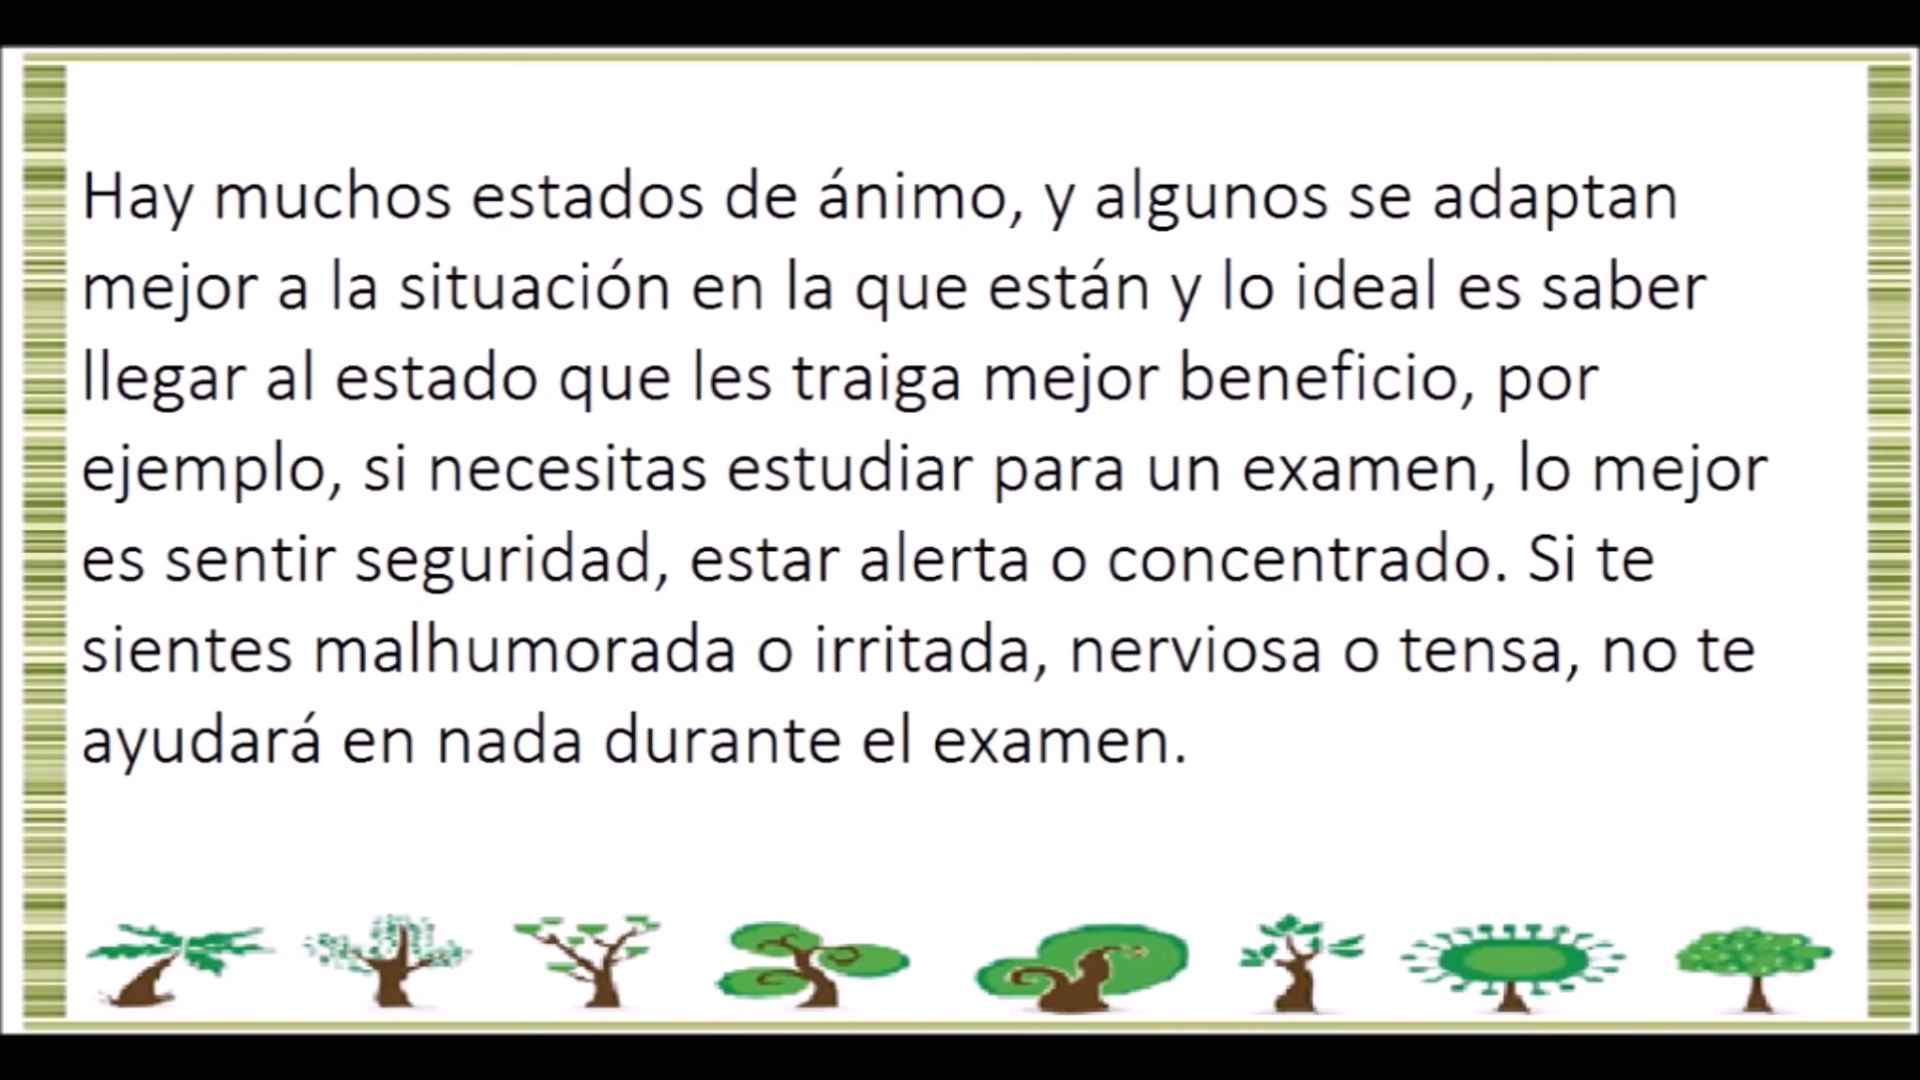 Hay muchos estados de ánimo, y algunos se adaptan
mejor a la situación en la que están y lo ideal es saber
llegar al estado que les traiga mejor beneficio, por
ejemplo, si necesitas estudiar para un examen, lo mejor
es sentir seguridad, estar alerta o concentrado. Si te
sientes malhumorada o irritada, nerviosa o tensa, no te
ayudará en nada durante el examen.